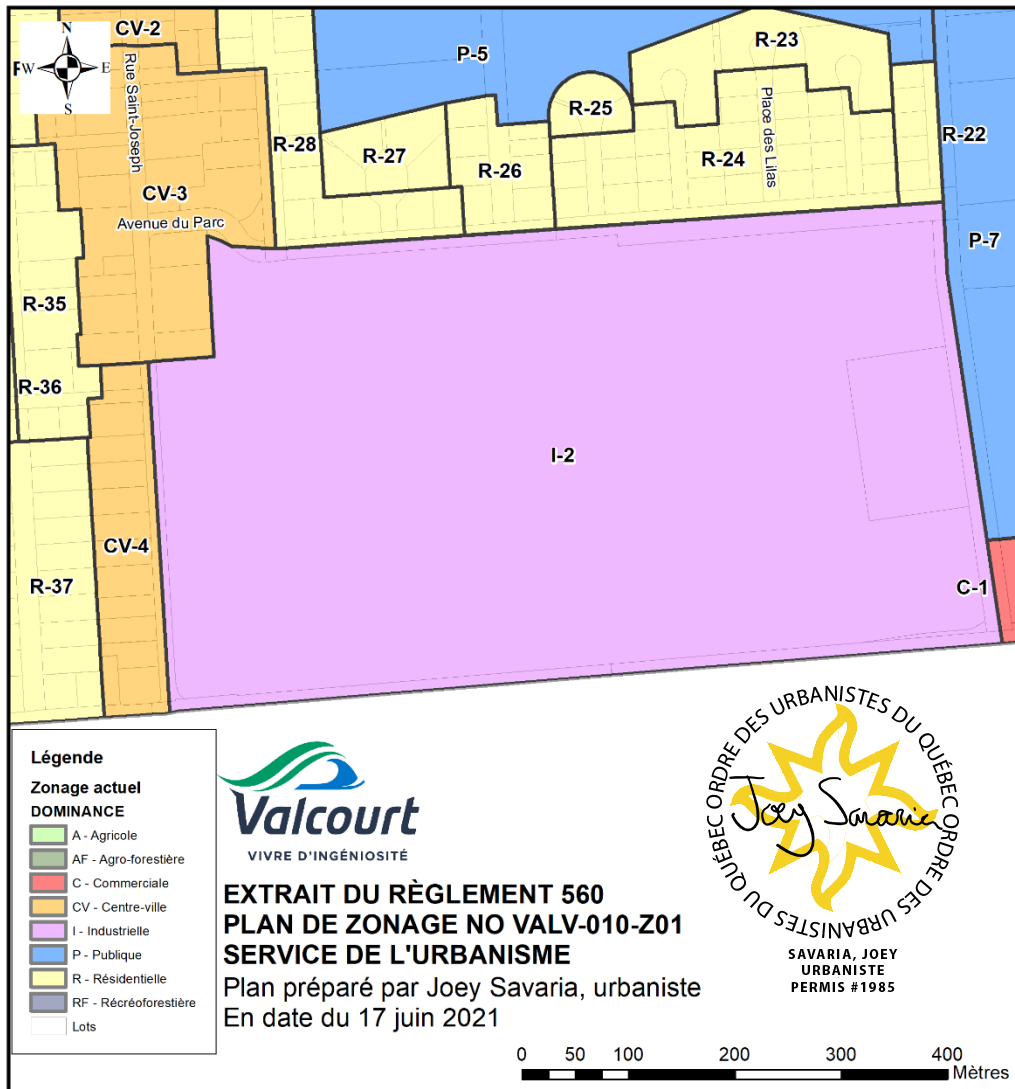 N
W
E
S
CV-2
Rue Saint-Joseph
P-5
R-23
R-25
R-28
R-27
R-26
R-24
Place des Lilas
R-22
CV-3
Avenue du Parc
P-7
R-35
R-36
I-2
CV-4
R-37
C-1
Légende
Zonage actuel
DOMINANCE
A - Agricole
AF - Agro-forestière
C - Commerciale
CV - Centre-ville
I - Industrielle
P - Publique
R - Résidentielle
RF - Récréoforestière
Lots
Valcourt
VIVRE D'INGÉNIOSITÉ
EXTRAIT DU RÈGLEMENT 560
PLAN DE ZONAGE NO VALV-010-Z01
SERVICE DE L'URBANISME
Plan préparé par Joey Savaria, urbaniste
En date du 17 juin 2021
ORDRE DES URBANISTES DU QUÉBEC
ORDRE DES URBANISTES DU QUÉBEC
Joey Savaria
SAVARIA, JOEY
URBANISTE
PERMIS #1985
0 50 100 200 300 400
Mètres